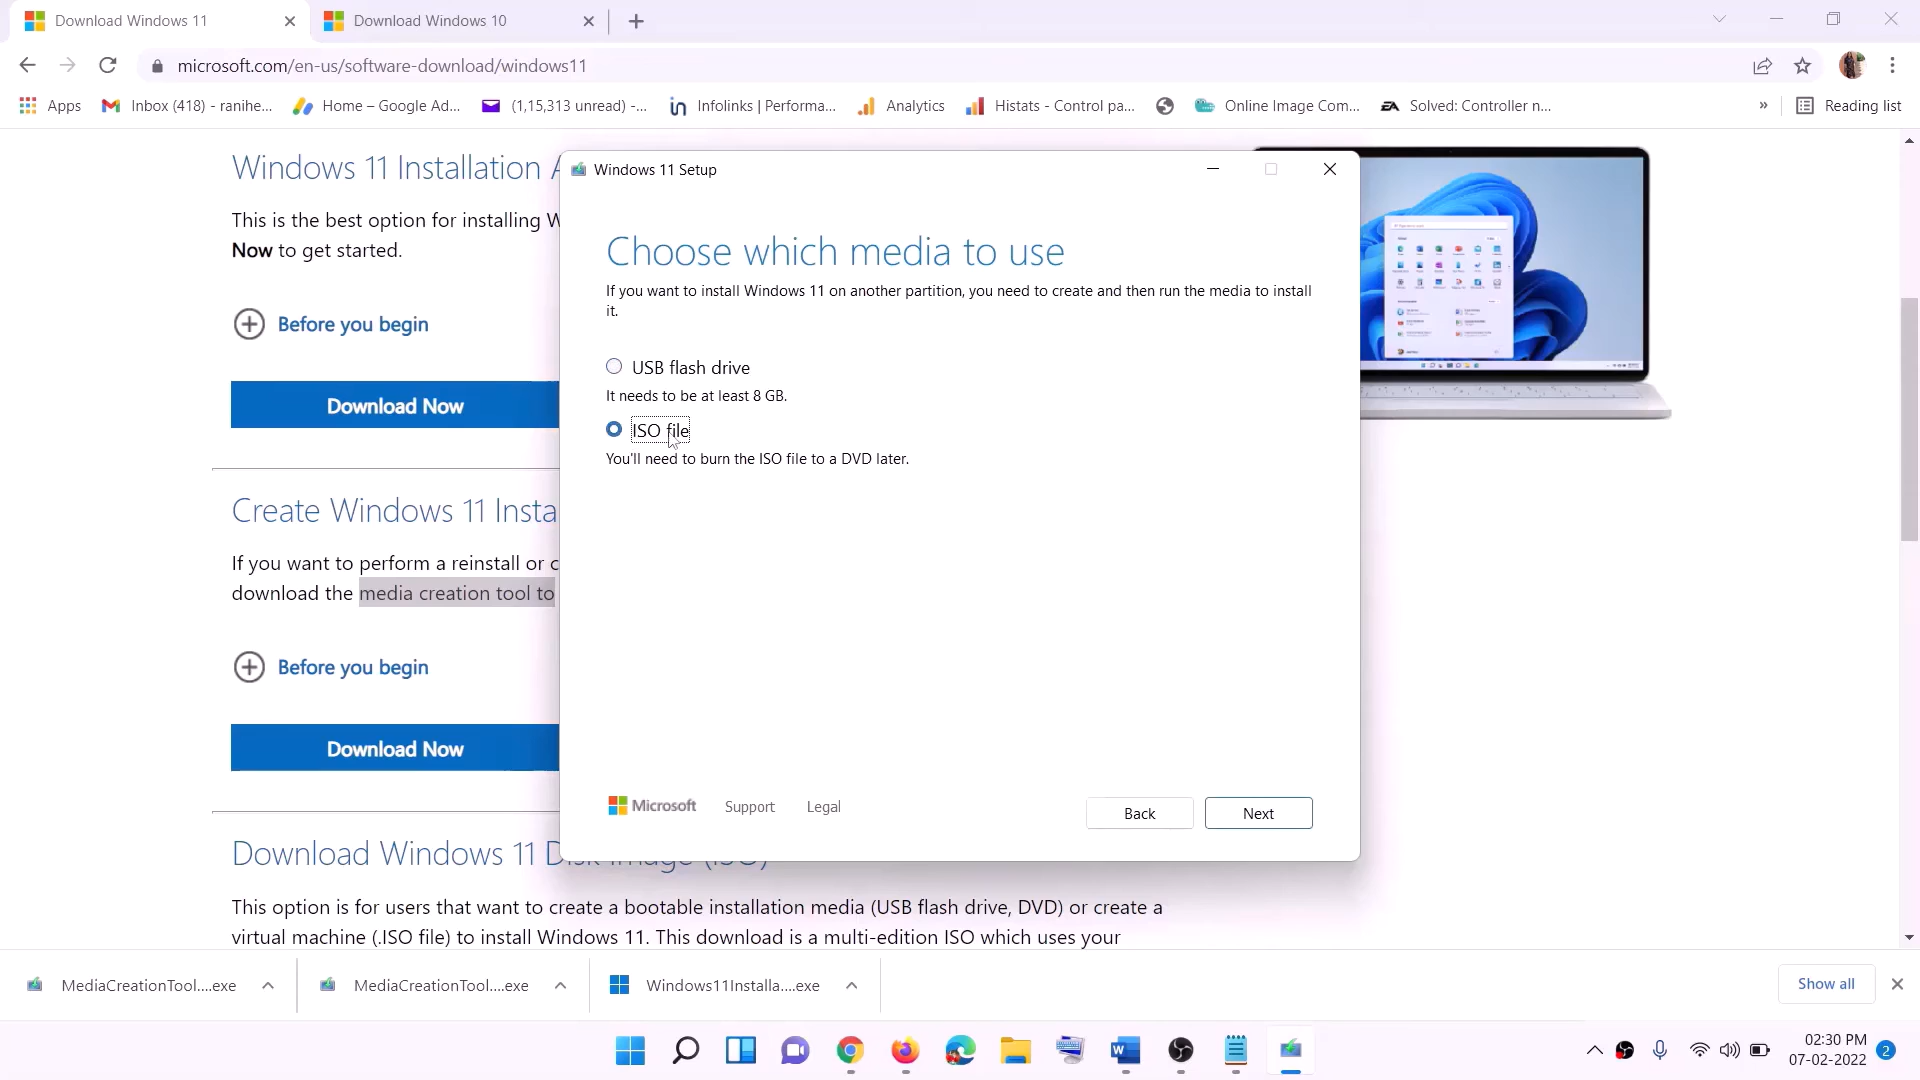 Download Windows 11
Download Windows 10
microsoft.com/en-us/software-download/windows11
Apps
Inbox (418) - ranihe...
Home – Google Ad...
(1,15,313 unread) -...
Infolinks | Performa...
Analytics
Histats - Control pa...
Online Image Com...
Solved: Controller n...
»
Reading list
Windows 11 Installation A
This is the best option for installing W
Now to get started.
Before you begin
Download Now
Create Windows 11 Insta
If you want to perform a reinstall or c
download the media creation tool to
Before you begin
Download Now
Download Windows 11 Disk Image (ISO)
This option is for users that want to create a bootable installation media (USB flash drive, DVD) or create a
virtual machine (.ISO file) to install Windows 11. This download is a multi-edition ISO which uses your
Windows 11 Setup
Choose which media to use
If you want to install Windows 11 on another partition, you need to create and then run the media to install
it.
USB flash drive
It needs to be at least 8 GB.
ISO file
You'll need to burn the ISO file to a DVD later.
Microsoft
Support
Legal
Back
Next
MediaCreationTool....exe
MediaCreationTool....exe
Windows11Installa....exe
Show all
02:30 PM
07-02-2022
2